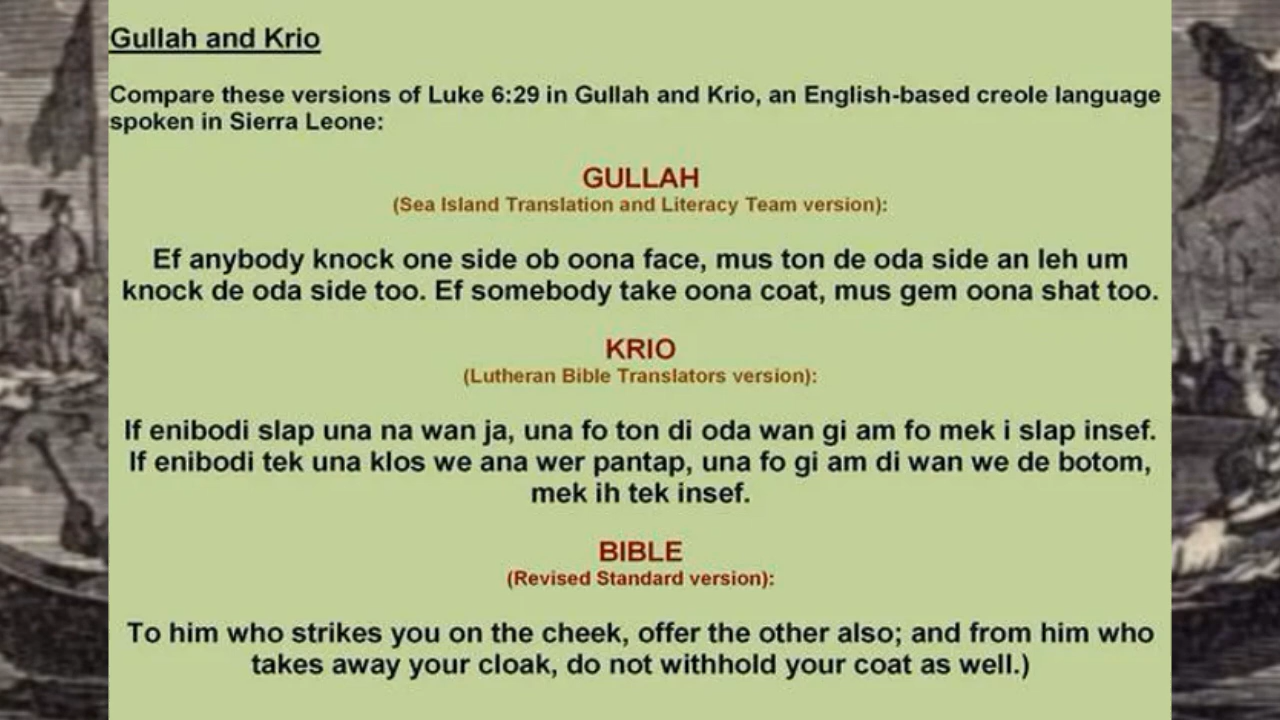 Gullah and Krio
Compare these versions of Luke 6:29 in Gullah and Krio, an English-based creole language
spoken in Sierra Leone:
GULLAH
(Sea Island Translation and Literacy Team version):
Ef anybody knock one side ob oona face, mus ton de oda side an leh um
knock de oda side too. Ef somebody take oona coat, mus gem oona shat too.
KRIO
(Lutheran Bible Translators version):
If enibodi slap una na wan ja, una fo ton di oda wan gi am fo mek i slap insef.
If enibodi tek una klos we ana wer pantap, una fo gi am di wan we de botom,
mek ih tek insef.
BIBLE
(Revised Standard version):
To him who strikes you on the cheek, offer the other also; and from him who
takes away your cloak, do not withhold your coat as well.)